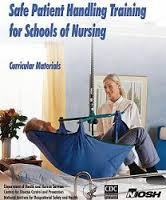 Safe Patient Handling Training
for Schools of Nursing
Curricular Materials
Department of Health and Human Services
Centers for Disease Control and Prevention
National Institute for Occupational Safety and Health
CDC
NIOSH